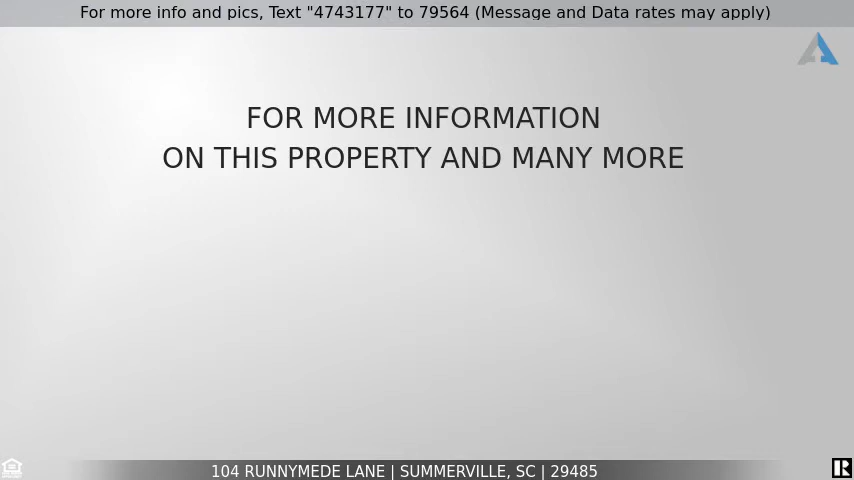 For more info and pics, Text "4743177" to 79564 (Message and Data rates may apply)
FOR MORE INFORMATION
ON THIS PROPERTY AND MANY MORE
104 RUNNYMEDE LANE | SUMMERVILLE, SC | 29485